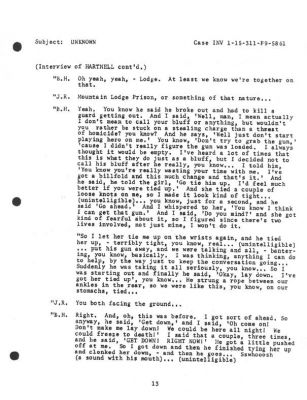 Subject: UNKNOWN Case INV 1-15-311-F9-5861
(Interview of HARTNELL cont'd.)
"B.H. Oh yeah, yeah, - Lodge. At least we know we're together on
that.
"J.R. Mountain Lodge Prison, or something of that nature...
"B.H. Yeah. You know he said he broke out and had to kill a
guard getting out. And I said, 'Well, man, I mean actually
I don't mean to call your bluff or anything, but wouldn't
you rather be stuck on a stealing charge than a threat
of homicide? you know? And he says, 'Well just don't start
playing hero on me!' You know, 'Don't try to grab the gun,'
'cause I didn't really figure the gun was loaded. I always
thought it would be empty. I've heard a lot of times that
this is what they do just as a bluff, but I decided not to
call his bluff after he really, you know... I told him,
'You know you're really wasting your time with me. I've
got a billfold and this much change and that's it.' And
he said, he told the girl, 'Go tie him up. I'd feel much
better if you were tied up.' And she tied a couple of
loose knots on me, so I made it look kind of tight...
(unintelligible)... you know, just for a second, and he
said 'Go ahead,' And I whispered to her, 'You know I think
I can get that gun.' And I said, 'Do you mind?' and she got
kind of fearful about it, so I figured since there's two
lives involved, not just mine, I won't do it.
"So I let her tie me up on the wrists again, and he tied
her up, - terribly tight, you know, real... (unintelligible)
... put his gun away, and we were talking and all, - banter-
ing, you know, basically. I was thinking, anything I can do
to help, by the way just to keep the conversation going...
Suddenly he was taking it all seriously, you know... So I
was starting out and finally he said, 'Okay, lay down. I've
got her tied up', you know... He strung a rope between our
ankles in the rear, so we were like this, you know, on our
stomachs, tied...
"J.R. You both facing the ground...
"B.H. Right. And, oh, this was before. I got sort of ahead. So
anyway, he said, 'Get down,' and I said, 'Oh come on!
Don't make me lay down! We could be here all night! We
could freeze to death!' I said that a couple, three times,
and he said, 'GET DOWN! RIGHT NOW!' He got a little pushed
off at me. So I got down and then he finished tying her up
and clonked her down, - and then he goes... Sswhooosh
(a sound with his mouth)... (unintelligible)
13